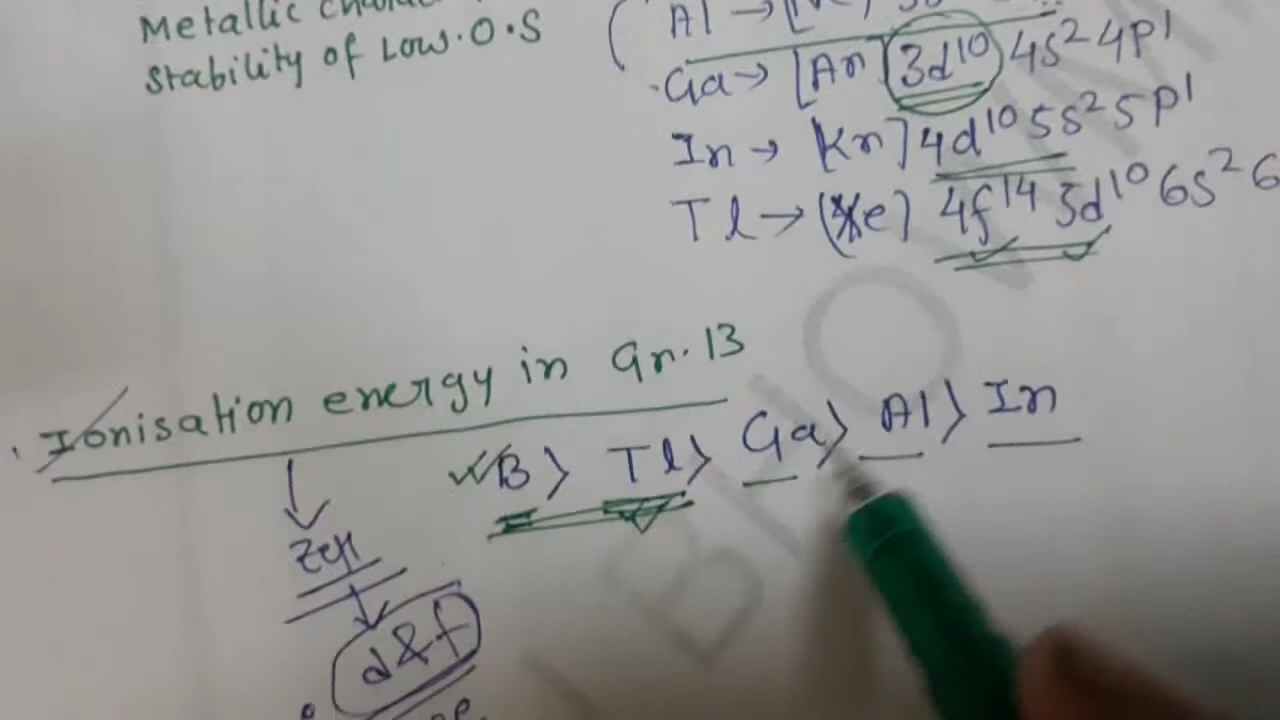 Metallic
Stability of Low.O.S
Al →
Ga → [Ar] 3d10 4s2 4p1
In → [Kr] 4d10 5s2 5p1
Tl → [Xe] 4f14 5d10 6s2 6
Ionisation energy in Gr.13
B > Tl > Ga > Al > In
Zeff
d&f